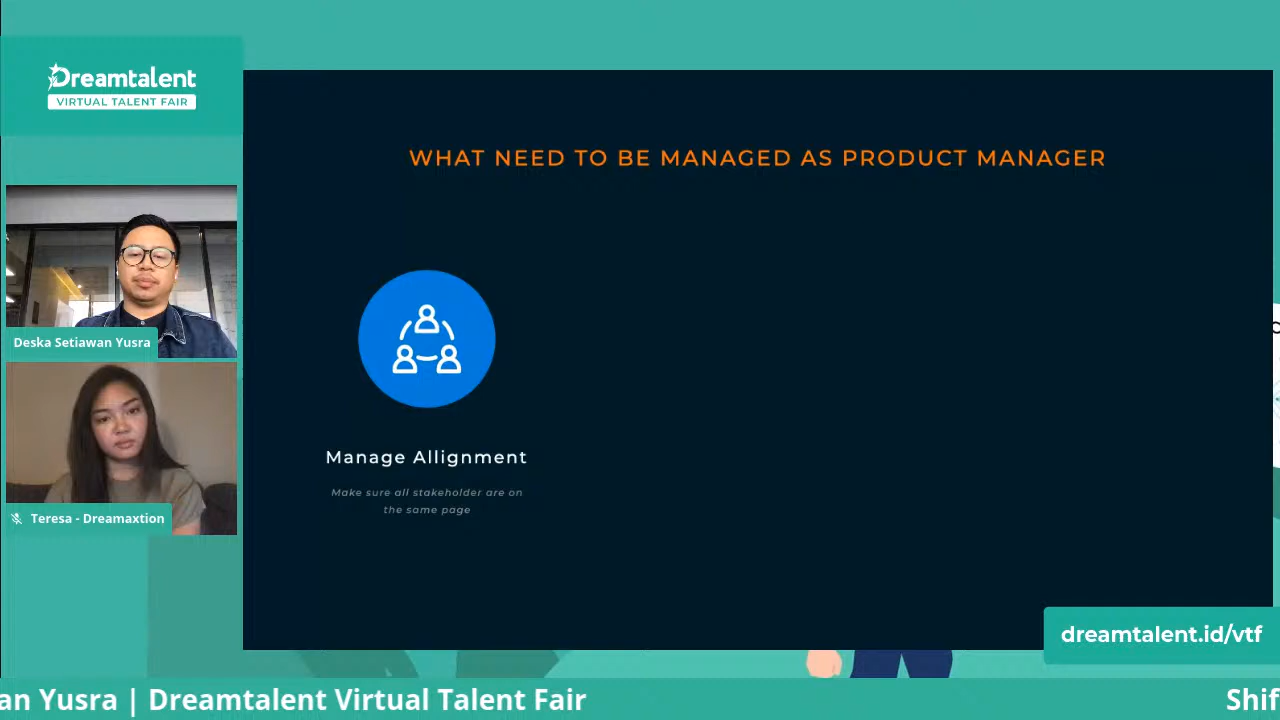 Dreamtalent
VIRTUAL TALENT FAIR
WHAT NEED TO BE MANAGED AS PRODUCT MANAGER
Deska Setiawan Yusra
Manage Allignment
Make sure all stakeholder are on
the same page
Teresa - Dreamaxtion
dreamtalent.id/vtf
an Yusra | Dreamtalent Virtual Talent Fair
Shif